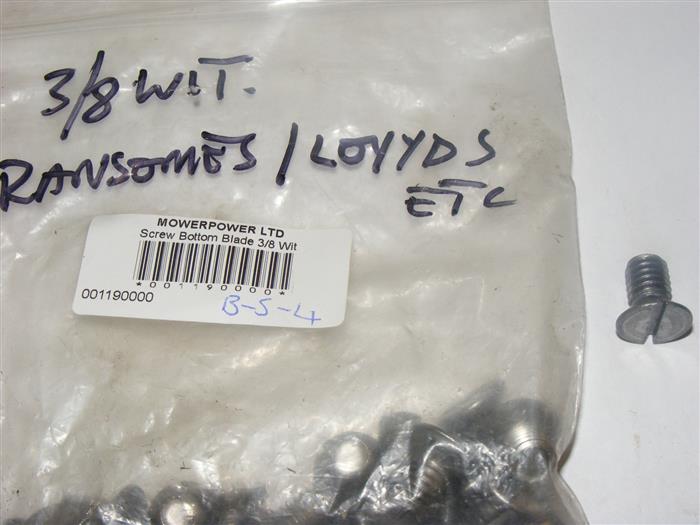 3/8 WIT.
RANSOMES / LOYYDS
ETC
MOWERPOWER LTD
Screw Bottom Blade 3/8 Wit
*001190000*
001190000
B-5-4